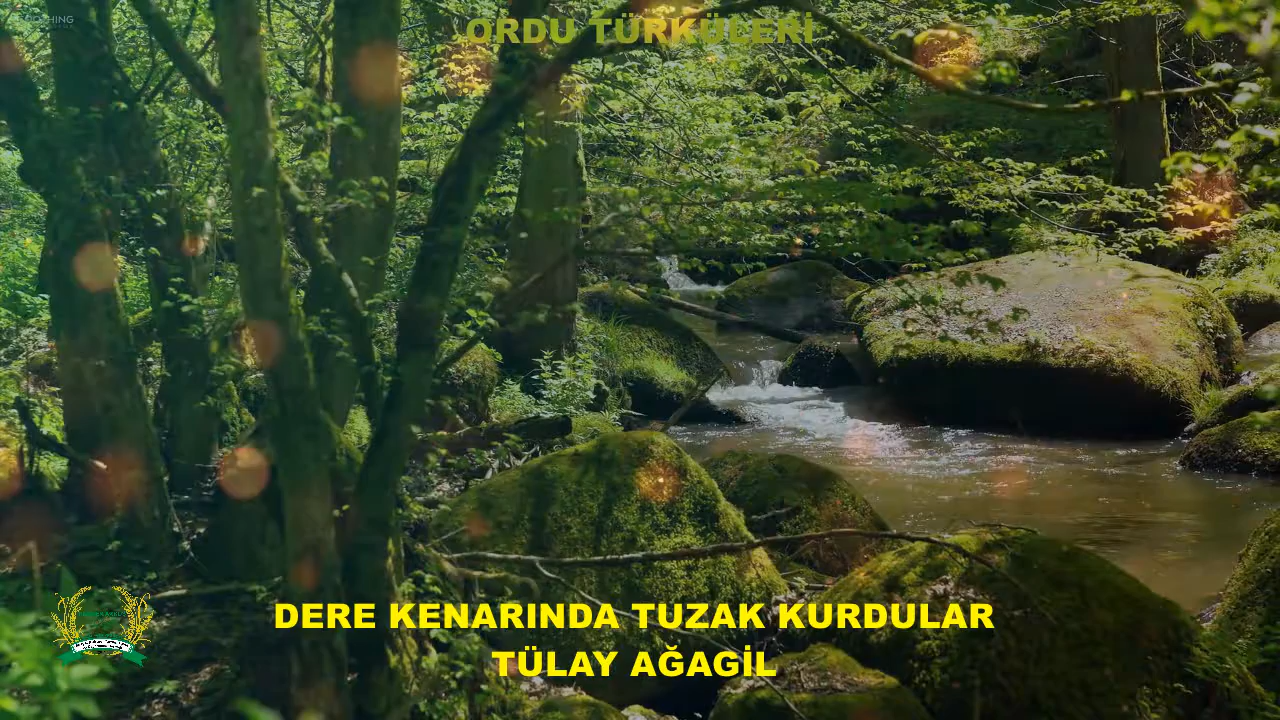 ORDU TÜRKÜLERİ
DERE KENARINDA TUZAK KURDULAR
TÜLAY AĞAGİL